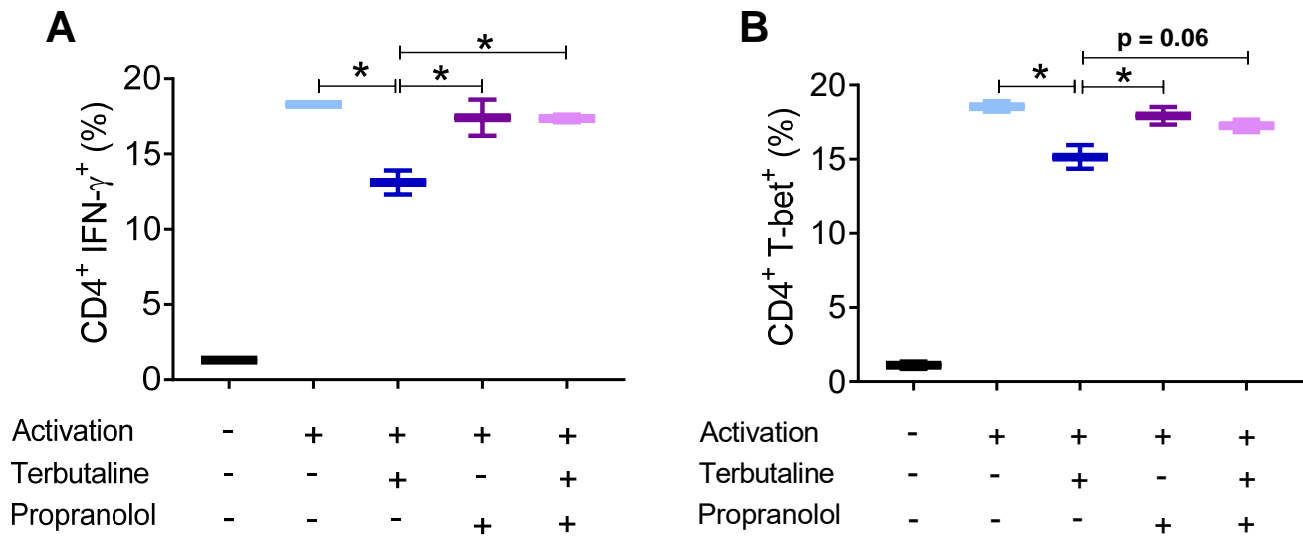 A
CD4⁺ IFN-γ⁺ (%)
20
15
10
5
0
*
*
*
Activation - + + + +
Terbutaline - - + - +
Propranolol - - - + +
B
CD4⁺ T-bet⁺ (%)
20
15
10
5
0
p = 0.06
*
*
Activation - + + + +
Terbutaline - - + - +
Propranolol - - - + +